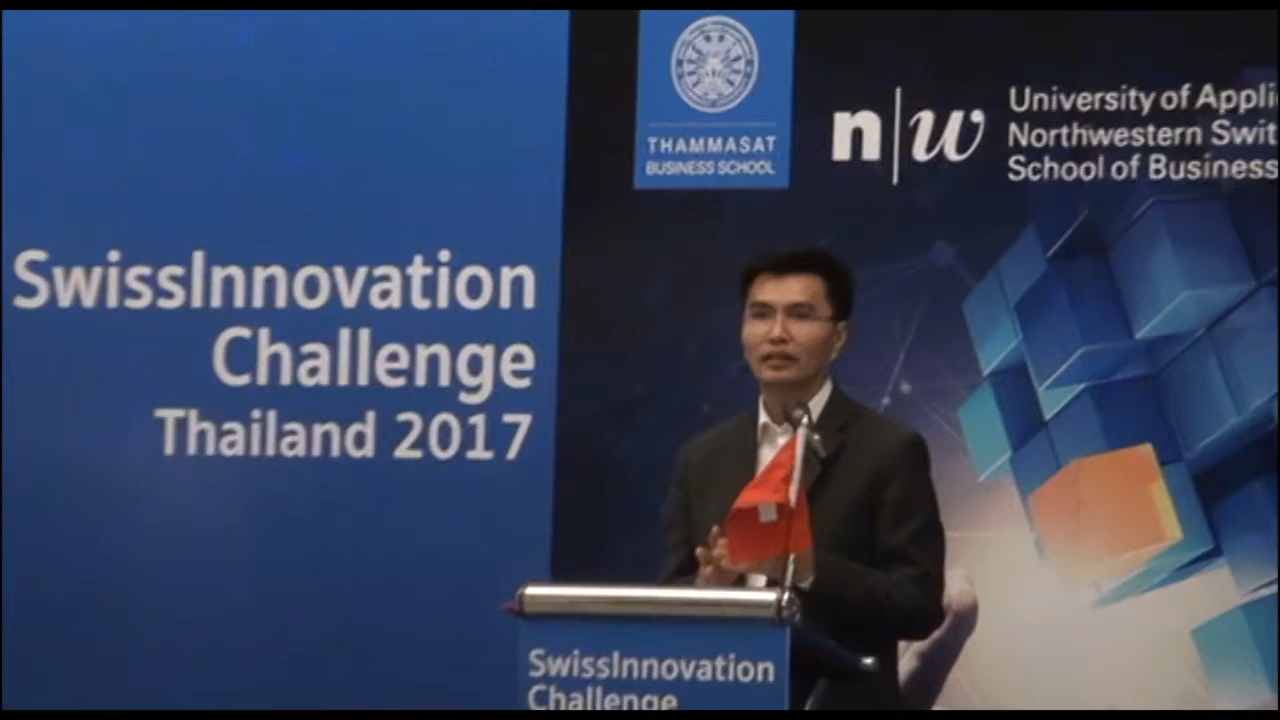 SwissInnovation
Challenge
Thailand 2017
THAMMASAT
BUSINESS SCHOOL
n|w
University of Appli
Northwestern Swit
School of Business
SwissInnovation
Challenge